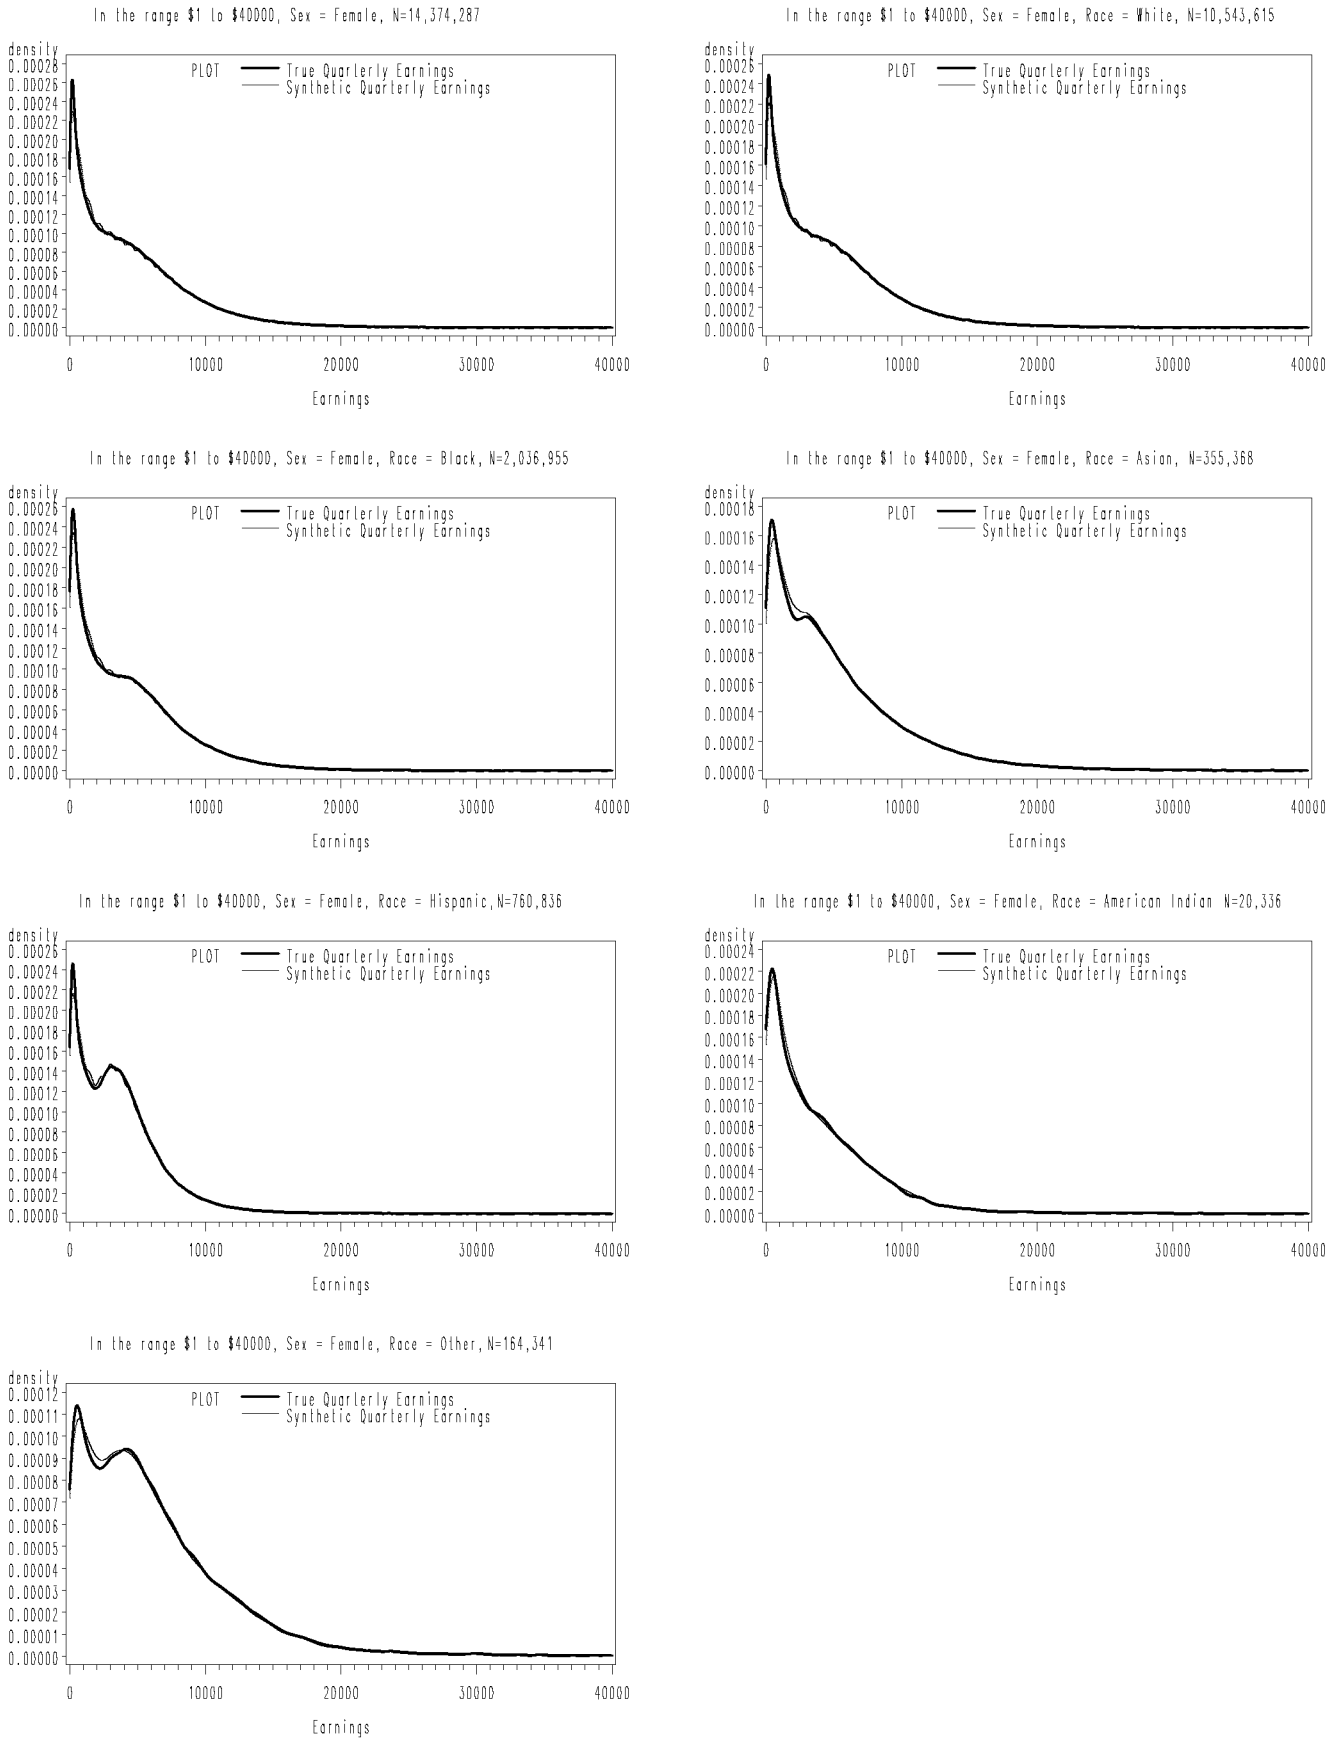 In the range $1 to $40000, Sex = Female, N=14,374,287
density
0.00028
0.00026
0.00024
0.00022
0.00020
0.00018
0.00016
0.00014
0.00012
0.00010
0.00008
0.00006
0.00004
0.00002
0.00000
PLOT True Quarterly Earnings
Synthetic Quarterly Earnings
0 10000 20000 30000 40000
Earnings
In the range $1 to $40000, Sex = Female, Race = White, N=10,543,615
density
0.00026
0.00024
0.00022
0.00020
0.00018
0.00016
0.00014
0.00012
0.00010
0.00008
0.00006
0.00004
0.00002
0.00000
PLOT True Quarterly Earnings
Synthetic Quarterly Earnings
0 10000 20000 30000 40000
Earnings
In the range $1 to $40000, Sex = Female, Race = Black, N=2,036,955
density
0.00026
0.00024
0.00022
0.00020
0.00018
0.00016
0.00014
0.00012
0.00010
0.00008
0.00006
0.00004
0.00002
0.00000
PLOT True Quarterly Earnings
Synthetic Quarterly Earnings
0 10000 20000 30000 40000
Earnings
In the range $1 to $40000, Sex = Female, Race = Asian, N=355,368
density
0.00018
0.00016
0.00014
0.00012
0.00010
0.00008
0.00006
0.00004
0.00002
0.00000
PLOT True Quarterly Earnings
Synthetic Quarterly Earnings
0 10000 20000 30000 40000
Earnings
In the range $1 to $40000, Sex = Female, Race = Hispanic, N=760,836
density
0.00026
0.00024
0.00022
0.00020
0.00018
0.00016
0.00014
0.00012
0.00010
0.00008
0.00006
0.00004
0.00002
0.00000
PLOT True Quarterly Earnings
Synthetic Quarterly Earnings
0 10000 20000 30000 40000
Earnings
In the range $1 to $40000, Sex = Female, Race = American Indian N=20,336
density
0.00024
0.00022
0.00020
0.00018
0.00016
0.00014
0.00012
0.00010
0.00008
0.00006
0.00004
0.00002
0.00000
PLOT True Quarterly Earnings
Synthetic Quarterly Earnings
0 10000 20000 30000 40000
Earnings
In the range $1 to $40000, Sex = Female, Race = Other, N=164,341
density
0.00012
0.00011
0.00010
0.00009
0.00008
0.00007
0.00006
0.00005
0.00004
0.00003
0.00002
0.00001
0.00000
PLOT True Quarterly Earnings
Synthetic Quarterly Earnings
0 10000 20000 30000 40000
Earnings